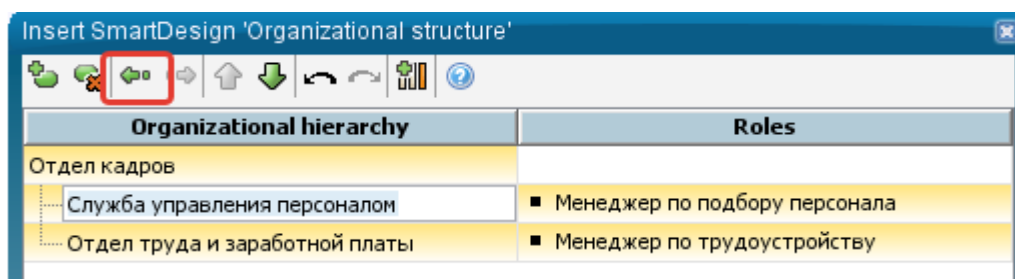 Insert SmartDesign 'Organizational structure'
Organizational hierarchy Roles
Отдел кадров
Служба управления персоналом ▪ Менеджер по подбору персонала
Отдел труда и заработной платы ▪ Менеджер по трудоустройству